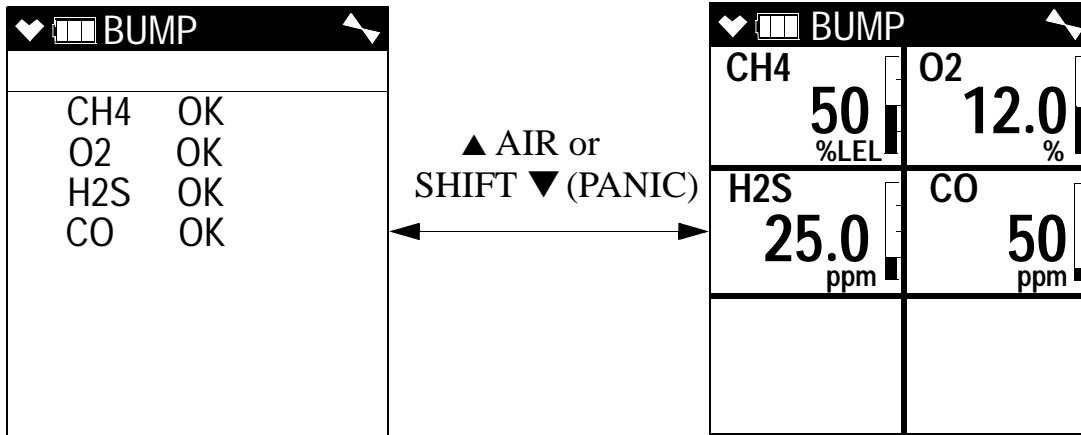 BUMP
CH4 OK
O2 OK
H2S OK
CO OK
▲ AIR or
SHIFT ▼ (PANIC)
BUMP
CH4
50
%LEL
O2
12.0
%
H2S
25.0
ppm
CO
50
ppm